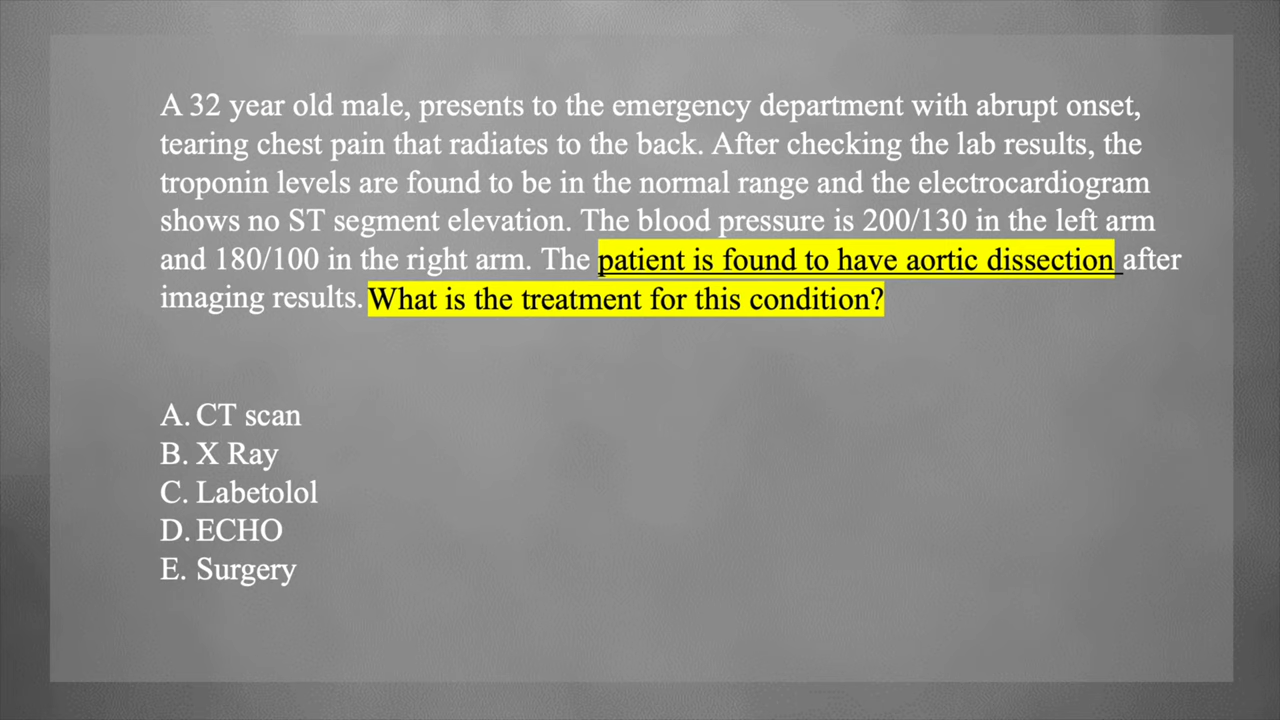 A 32 year old male, presents to the emergency department with abrupt onset,
tearing chest pain that radiates to the back. After checking the lab results, the
troponin levels are found to be in the normal range and the electrocardiogram
shows no ST segment elevation. The blood pressure is 200/130 in the left arm
and 180/100 in the right arm. The patient is found to have aortic dissection after
imaging results. What is the treatment for this condition?
A. CT scan
B. X Ray
C. Labetolol
D. ECHO
E. Surgery